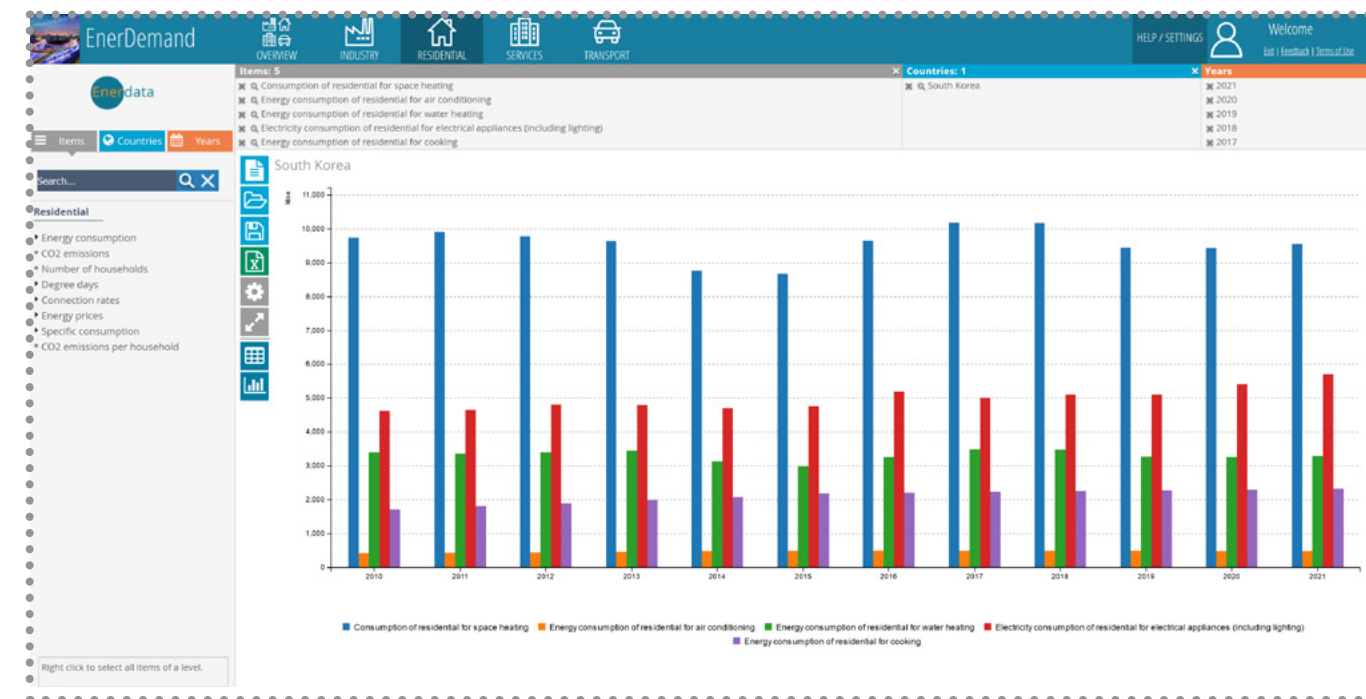 EnerDemand
OVERVIEW
INDUSTRY
RESIDENTIAL
SERVICES
TRANSPORT
HELP / SETTINGS
Welcome
Exit | Feedback | Terms of Use
Enerdata
Items
Countries
Years
Search...
Residential
Energy consumption
CO2 emissions
Number of households
Degree days
Connection rates
Energy prices
Specific consumption
CO2 emissions per household
Right click to select all items of a level.
Items: 5
Consumption of residential for space heating
Energy consumption of residential for air conditioning
Energy consumption of residential for water heating
Electricity consumption of residential for electrical appliances (including lighting)
Energy consumption of residential for cooking
Countries: 1
South Korea
Years
2021
2020
2019
2018
2017
South Korea
ktoe
11,000
10,000
9,000
8,000
7,000
6,000
5,000
4,000
3,000
2,000
1,000
0
2010 2011 2012 2013 2014 2015 2016 2017 2018 2019 2020 2021
Consumption of residential for space heating Energy consumption of residential for air conditioning Energy consumption of residential for water heating Electricity consumption of residential for electrical appliances (including lighting)
Energy consumption of residential for cooking